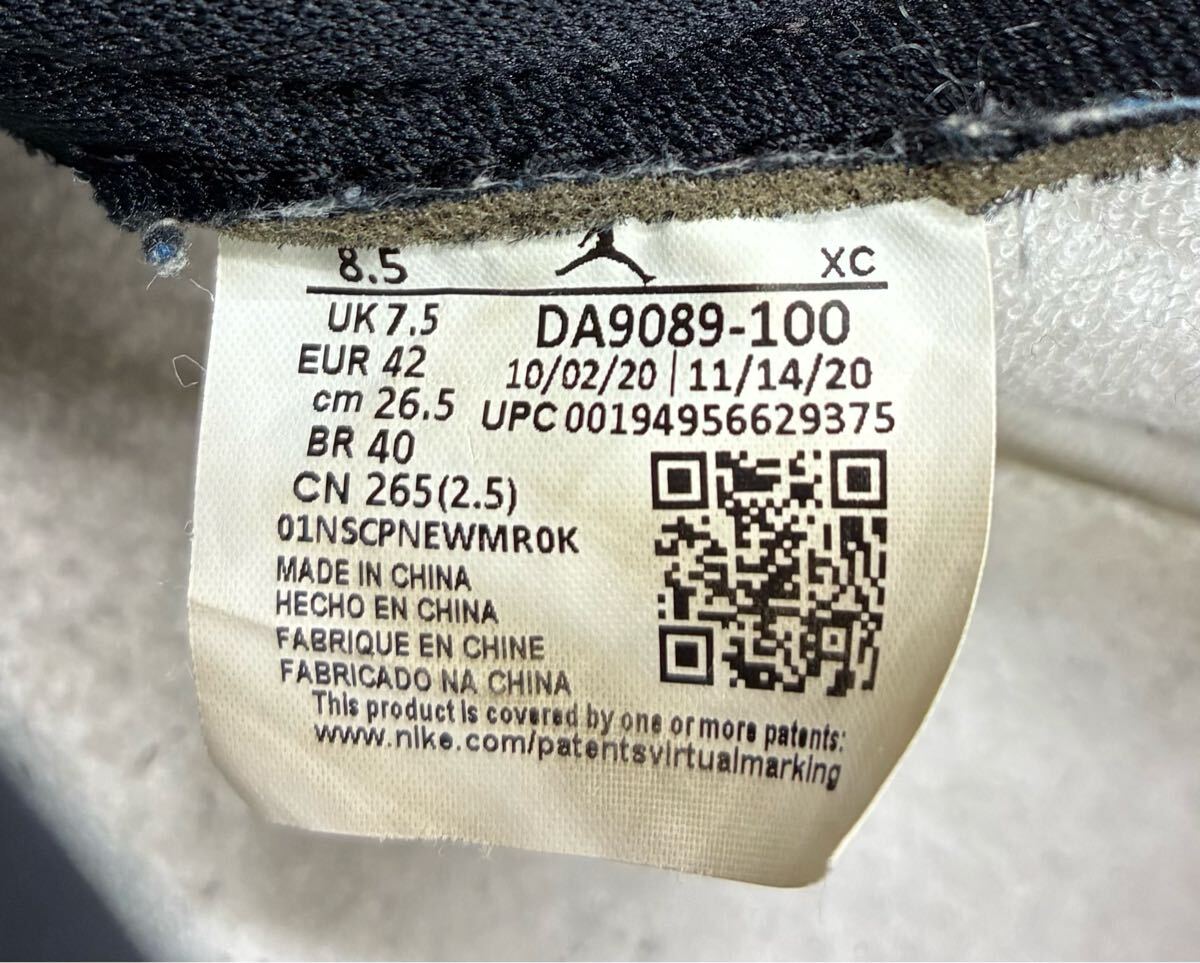 8.5 XC
UK 7.5 DA9089-100
EUR 42 10/02/20 | 11/14/20
cm 26.5 UPC 00194956629375
BR 40
CN 265(2.5)
01NSCPNEWMR0K
MADE IN CHINA
HECHO EN CHINA
FABRIQUE EN CHINE
FABRICADO NA CHINA
This product is covered by one or more patents:
www.nike.com/patentsvirtualmarking